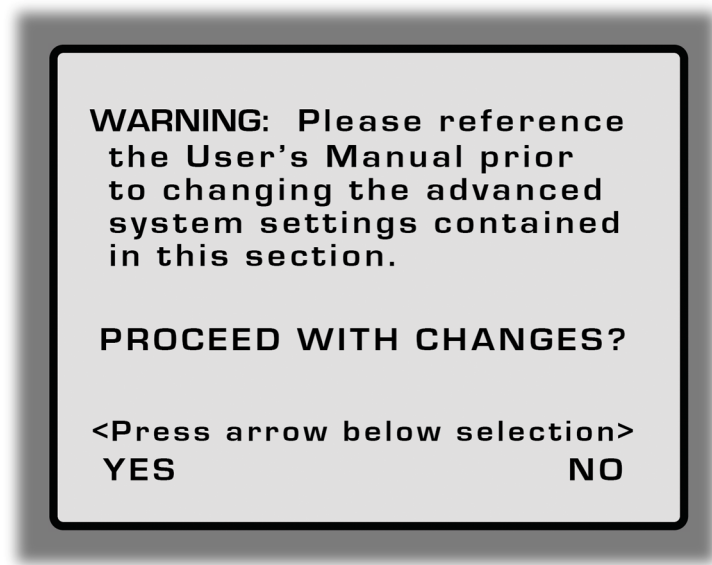 WARNING: Please reference
the User's Manual prior
to changing the advanced
system settings contained
in this section.
PROCEED WITH CHANGES?
<Press arrow below selection>
YES NO